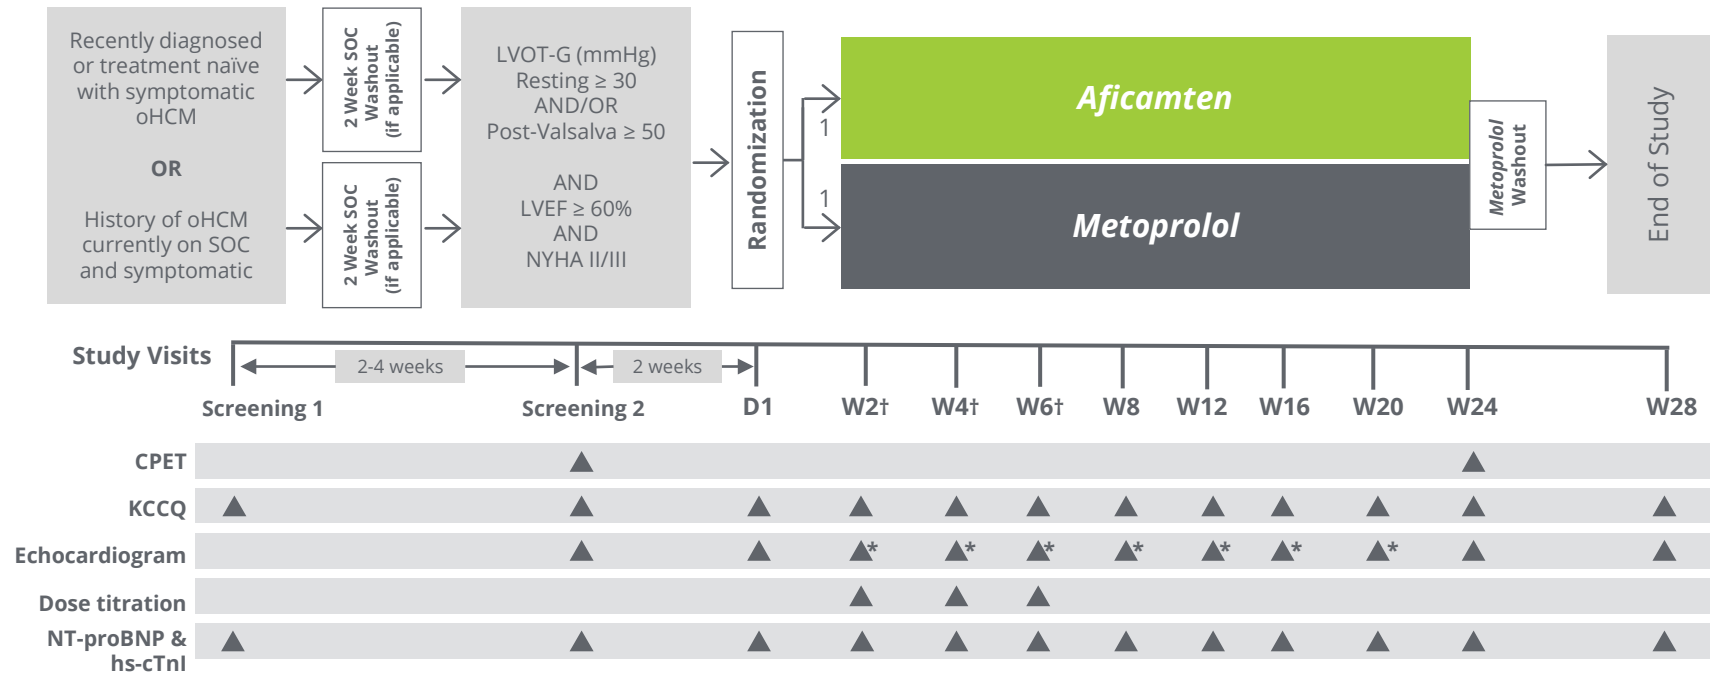 Recently diagnosed
or treatment naïve
with symptomatic
oHCM
OR
History of oHCM
currently on SOC
and symptomatic
2 Week SOC
Washout
(if applicable)
2 Week SOC
Washout
(if applicable)
LVOT-G (mmHg)
Resting ≥ 30
AND/OR
Post-Valsalva ≥ 50
AND
LVEF ≥ 60%
AND
NYHA II/III
Randomization
1
1
Aficamten
Metoprolol
Metoprolol
Washout
End of Study
Study Visits
2-4 weeks
2 weeks
Screening 1
Screening 2
D1
W2†
W4†
W6†
W8
W12
W16
W20
W24
W28
CPET
KCCQ
Echocardiogram
* * * * * * *
Dose titration
NT-proBNP &
hs-cTnI